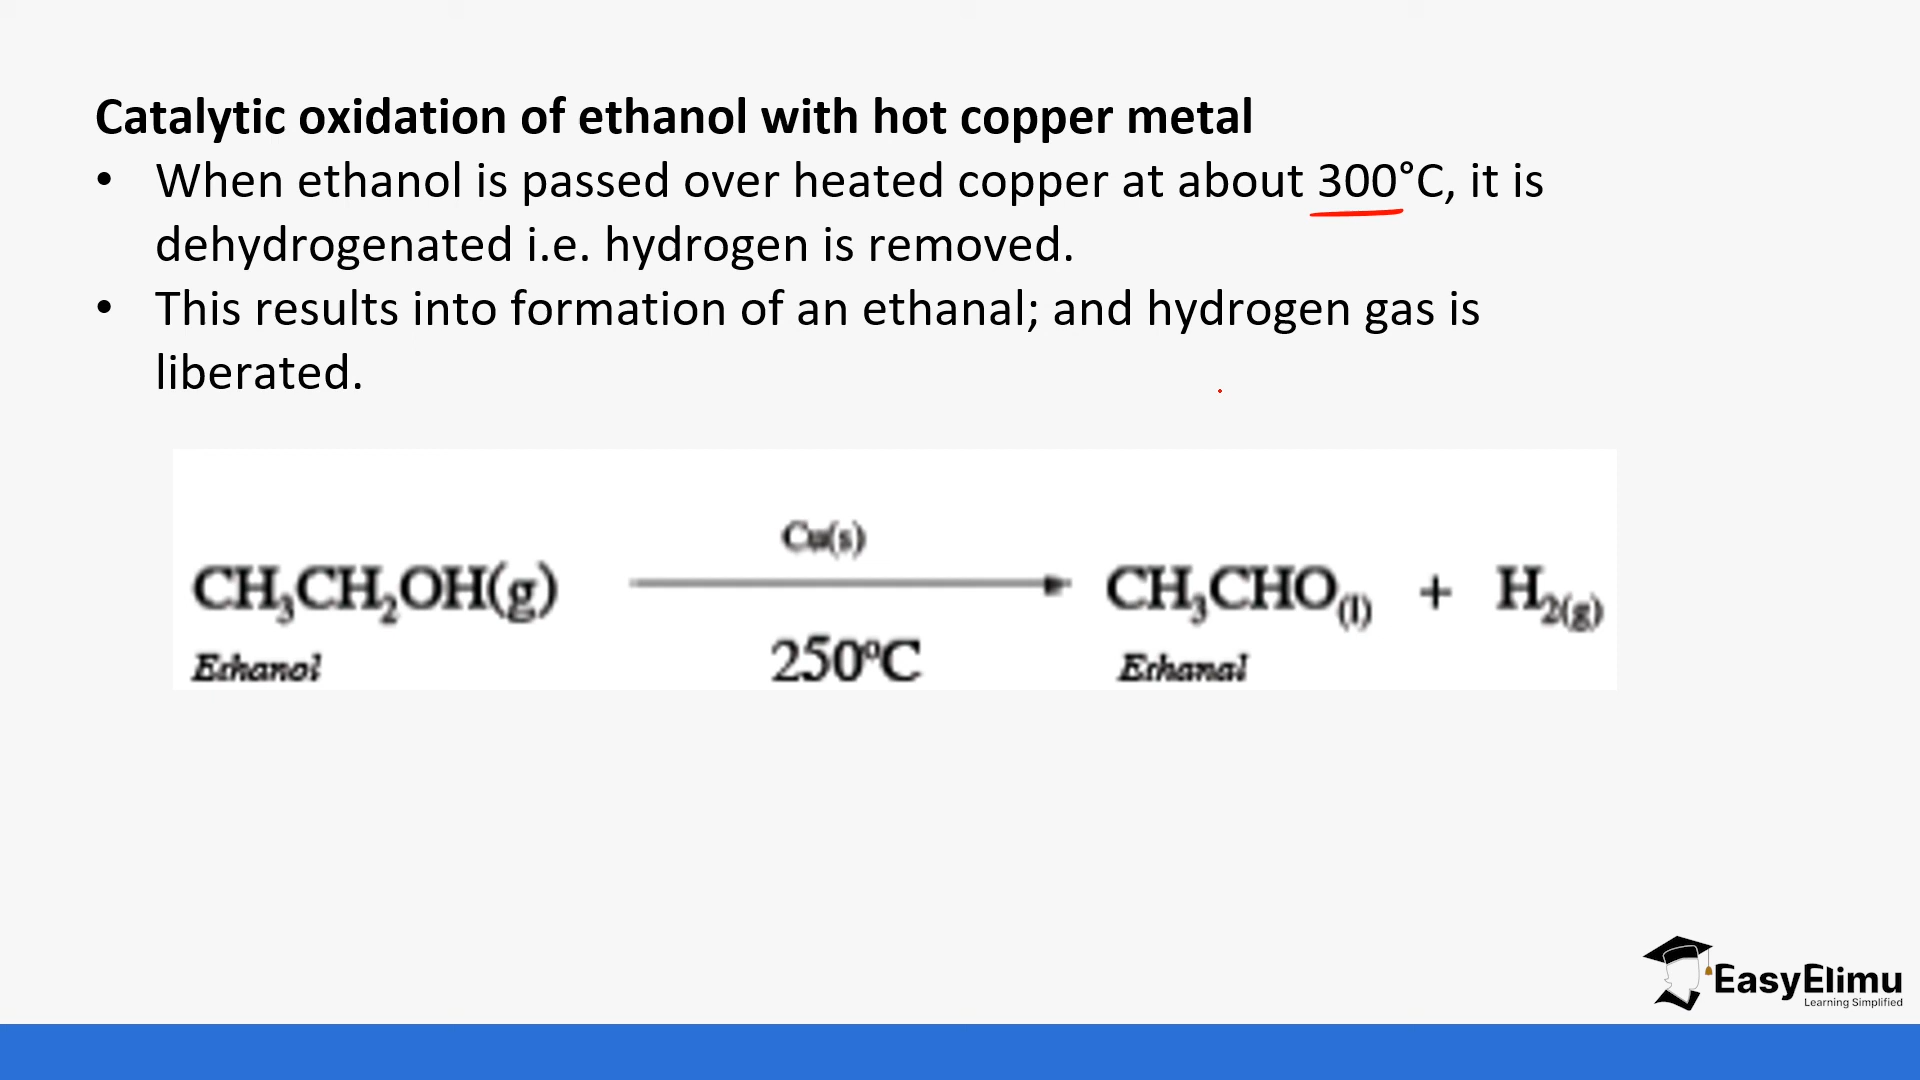 Catalytic oxidation of ethanol with hot copper metal
• When ethanol is passed over heated copper at about 300°C, it is
dehydrogenated i.e. hydrogen is removed.
• This results into formation of an ethanal; and hydrogen gas is
liberated.
Cu(s)
CH₃CH₂OH(g) → CH₃CHO(l) + H₂(g)
Ethanol 250⁰C Ethanal
EasyElimu
Learning Simplified